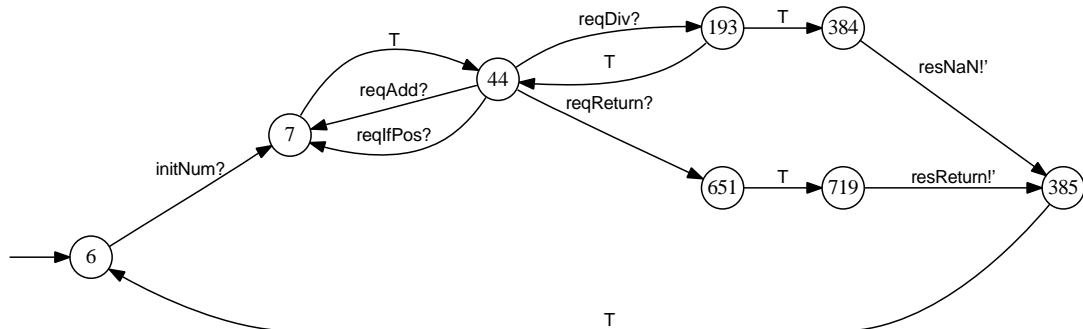 reqDiv?
193
T
384
T
T
resNaN!’
44
reqAdd?
reqReturn?
7
reqIfPos?
initNum?
651
T
719
resReturn!’
385
6
T